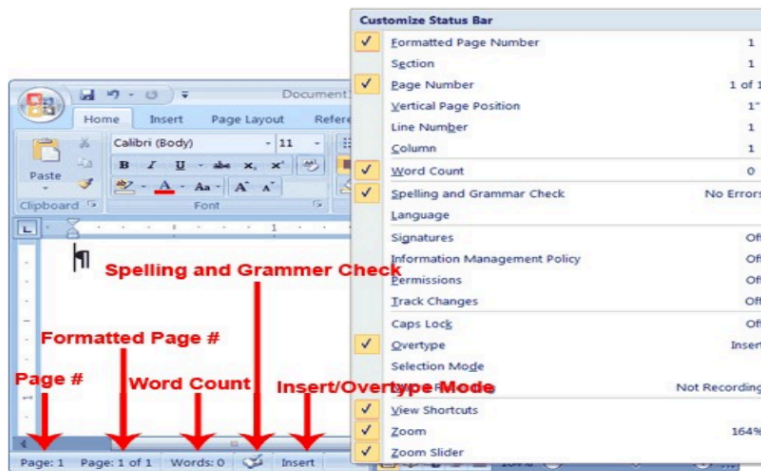 Customize Status Bar
Formatted Page Number 1
Section 1
Page Number 1 of 1
Vertical Page Position 1"
Line Number 1
Column 1
Word Count 0
Spelling and Grammar Check No Errors
Language
Signatures Off
Information Management Policy Off
Permissions Off
Track Changes Off
Caps Lock Off
Overtype Insert
Selection Mode
Not Recording
View Shortcuts
Zoom 164%
Zoom Slider
Document
Home Insert Page Layout Refere
Calibri (Body) 11
B I U abc x, x'
Paste
A Aa A A
Clipboard Font
1
¶
Spelling and Grammer Check
Formatted Page #
Page # Word Count Insert/Overtype Mode
Page: 1 Page: 1 of 1 Words: 0 Insert